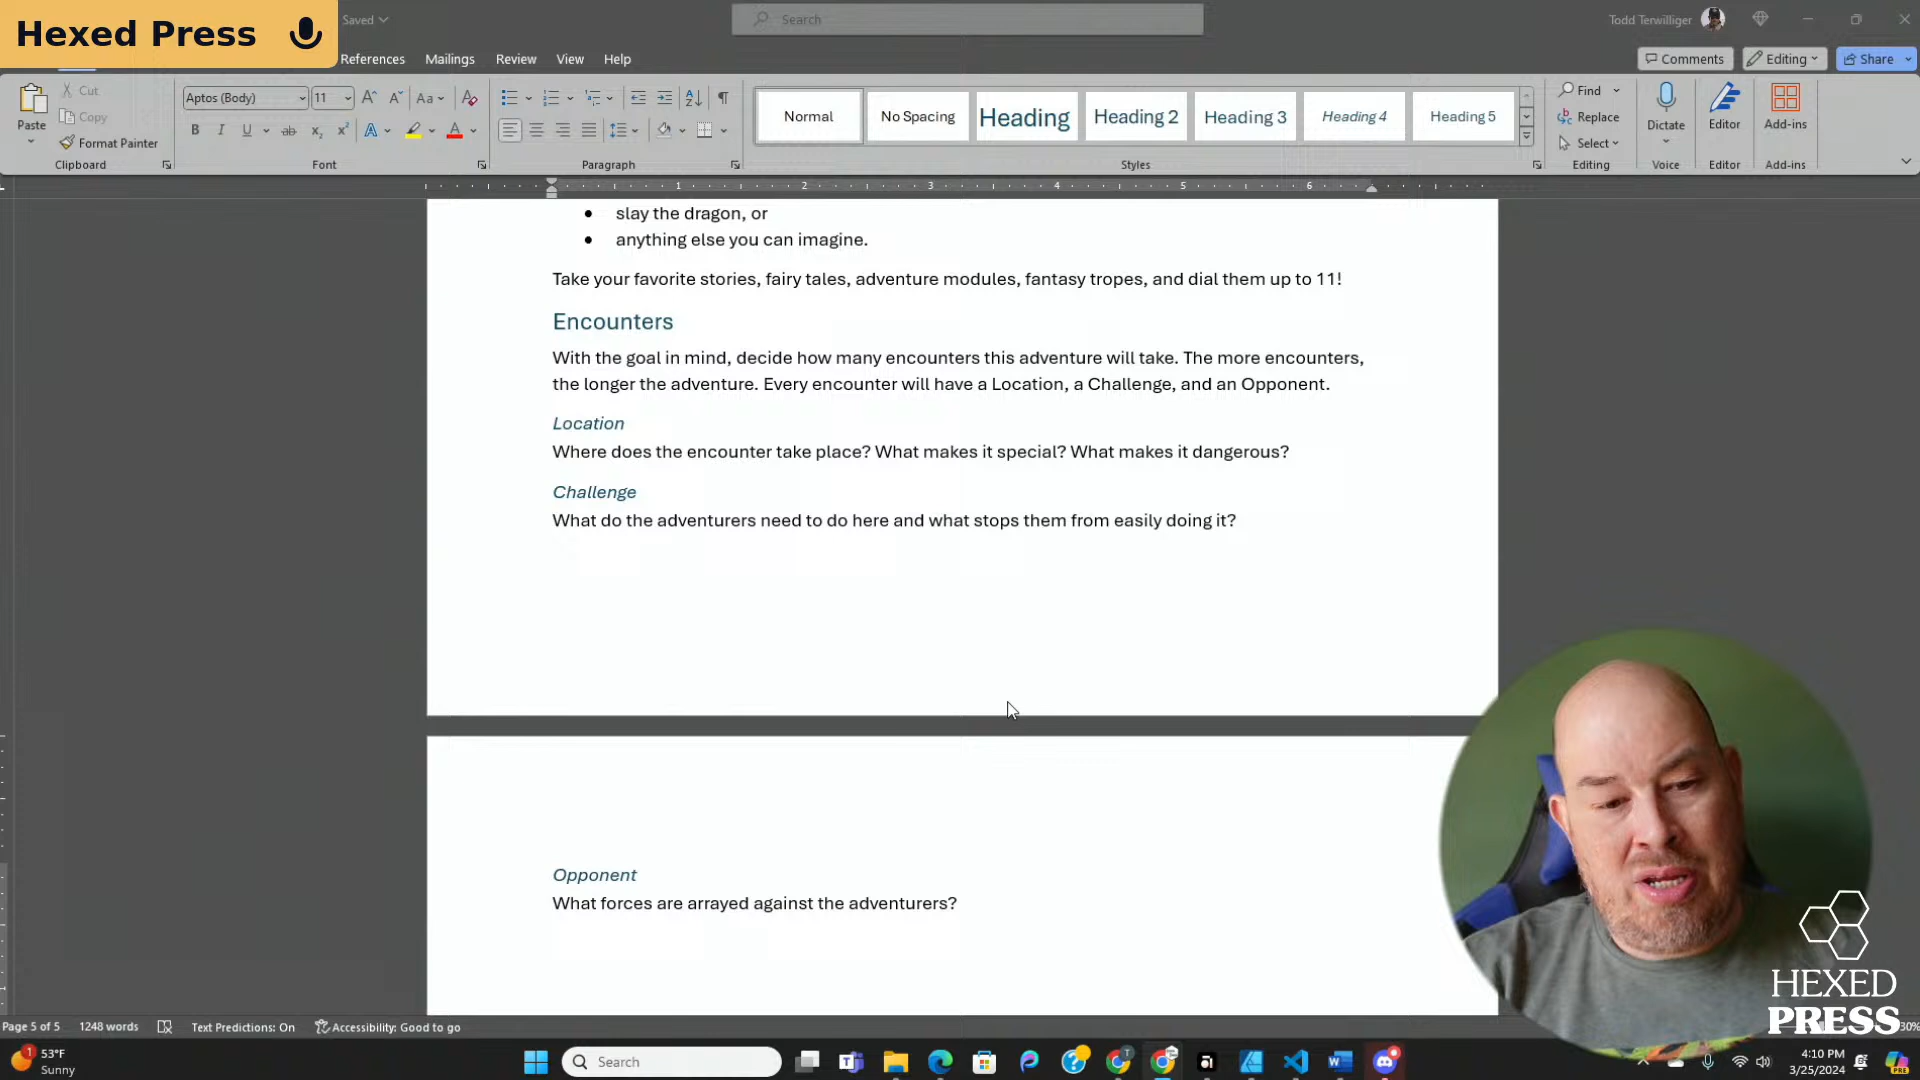 Hexed Press
Saved
Search
Todd Terwilliger
References
Mailings
Review
View
Help
Comments
Editing
Share
Paste
Cut
Copy
Format Painter
Clipboard
Aptos (Body)
11
Font
Paragraph
Normal
No Spacing
Heading
Heading 2
Heading 3
Heading 4
Heading 5
Styles
Find
Replace
Select
Editing
Dictate
Voice
Editor
Editor
Add-ins
Add-ins
1 2 3 4 5 6
• slay the dragon, or
• anything else you can imagine.
Take your favorite stories, fairy tales, adventure modules, fantasy tropes, and dial them up to 11!
Encounters
With the goal in mind, decide how many encounters this adventure will take. The more encounters,
the longer the adventure. Every encounter will have a Location, a Challenge, and an Opponent.
Location
Where does the encounter take place? What makes it special? What makes it dangerous?
Challenge
What do the adventurers need to do here and what stops them from easily doing it?
Opponent
What forces are arrayed against the adventurers?
HEXED
PRESS
Page 5 of 5
1248 words
Text Predictions: On
Accessibility: Good to go
53°F
Sunny
Search
4:10 PM
3/25/2024